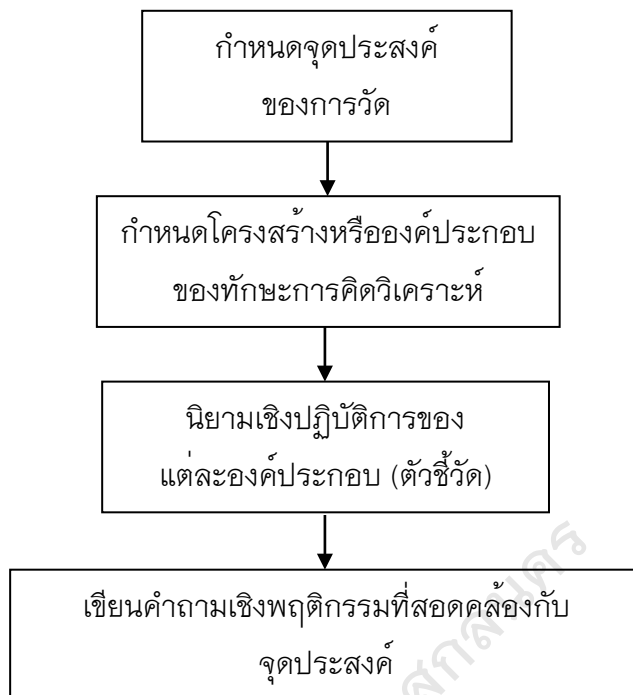 กำหนดจุดประสงค์
ของการวัด
กำหนดโครงสร้างหรือองค์ประกอบ
ของทักษะการคิดวิเคราะห์
นิยามเชิงปฏิบัติการของ
แต่ละองค์ประกอบ (ตัวชี้วัด)
เขียนคำถามเชิงพฤติกรรมที่สอดคล้องกับ
จุดประสงค์
สกลนคร